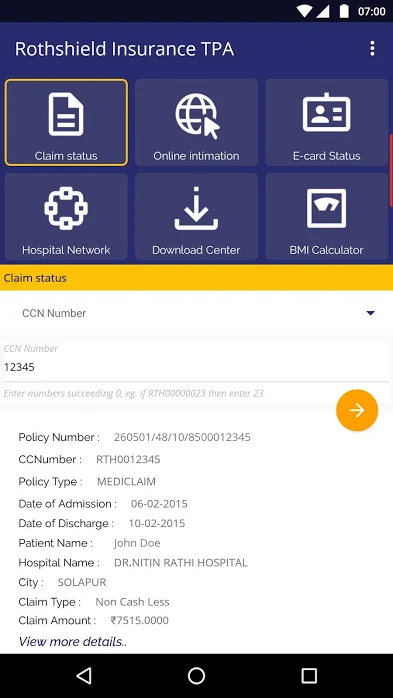 07:00
Rothshield Insurance TPA
Claim status
Online intimation
E-card Status
Hospital Network
Download Center
BMI Calculator
Claim status
CCN Number
CCN Number
12345
Enter numbers succeeding 0, eg. if RTH00000023 then enter 23
Policy Number : 260501/48/10/8500012345
CCNumber : RTH0012345
Policy Type : MEDICLAIM
Date of Admission : 06-02-2015
Date of Discharge : 10-02-2015
Patient Name : John Doe
Hospital Name : DR.NITIN RATHI HOSPITAL
City : SOLAPUR
Claim Type : Non Cash Less
Claim Amount : ₹7515.0000
View more details..